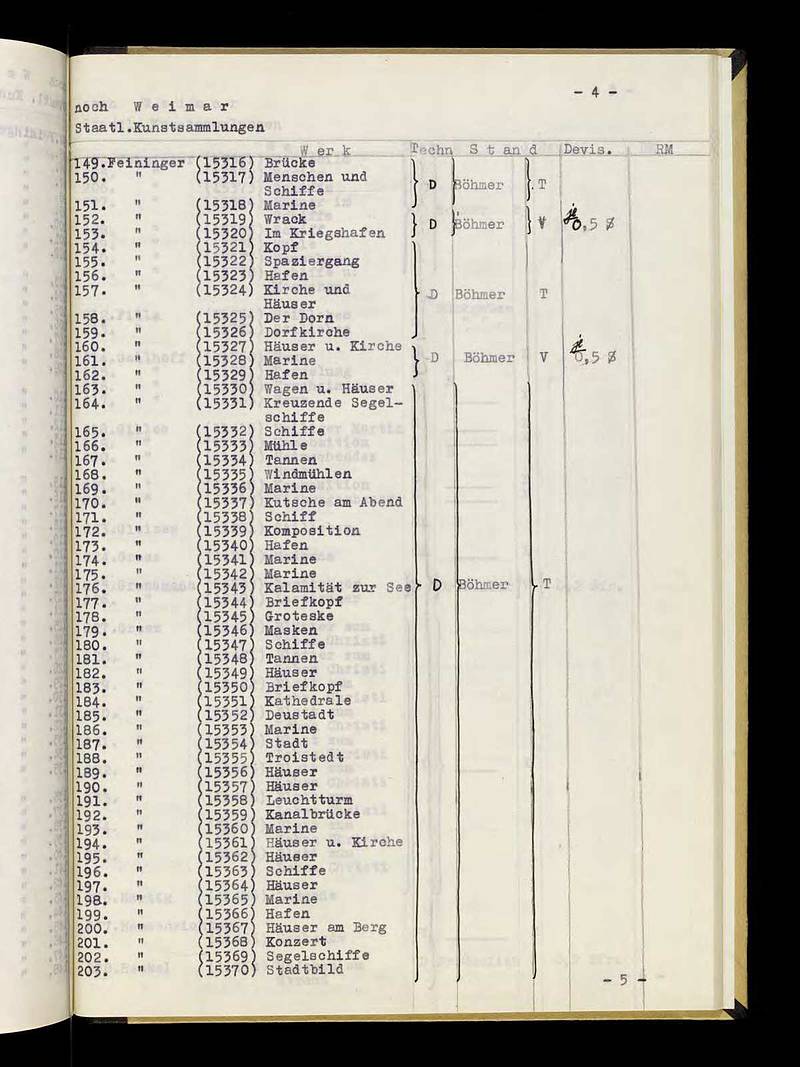 - 4 -
noch W e i m a r
Staatl.Kunstsammlungen
W er k Techn S t an d Devis. RM
149.Feininger (15316) Brücke
150. " (15317) Menschen und
Schiffe D Böhmer T
151. " (15318) Marine
152. " (15319) Wrack
153. " (15320) Im Kriegshafen D Böhmer V je 0,5 $
154. " (15321) Kopf
155. " (15322) Spaziergang
156. " (15323) Hafen
157. " (15324) Kirche und
Häuser D Böhmer T
158. " (15325) Der Dorn
159. " (15326) Dorfkirche
160. " (15327) Häuser u. Kirche
161. " (15328) Marine D Böhmer V je 0,5 $
162. " (15329) Hafen
163. " (15330) Wagen u. Häuser
164. " (15331) Kreuzende Segel-
schiffe
165. " (15332) Schiffe
166. " (15333) Mühle
167. " (15334) Tannen
168. " (15335) Windmühlen
169. " (15336) Marine
170. " (15337) Kutsche am Abend
171. " (15338) Schiff
172. " (15339) Komposition
173. " (15340) Hafen
174. " (15341) Marine
175. " (15342) Marine
176. " (15343) Kalamität zur See D Böhmer T
177. " (15344) Briefkopf
178. " (15345) Groteske
179. " (15346) Masken
180. " (15347) Schiffe
181. " (15348) Tannen
182. " (15349) Häuser
183. " (15350) Briefkopf
184. " (15351) Kathedrale
185. " (15352) Deustadt
186. " (15353) Marine
187. " (15354) Stadt
188. " (15355) Troistedt
189. " (15356) Häuser
190. " (15357) Häuser
191. " (15358) Leuchtturm
192. " (15359) Kanalbrücke
193. " (15360) Marine
194. " (15361) Häuser u. Kirche
195. " (15362) Häuser
196. " (15363) Schiffe
197. " (15364) Häuser
198. " (15365) Marine
199. " (15366) Hafen
200. " (15367) Häuser am Berg
201. " (15368) Konzert
202. " (15369) Segelschiffe
203. " (15370) Stadtbild
- 5 -